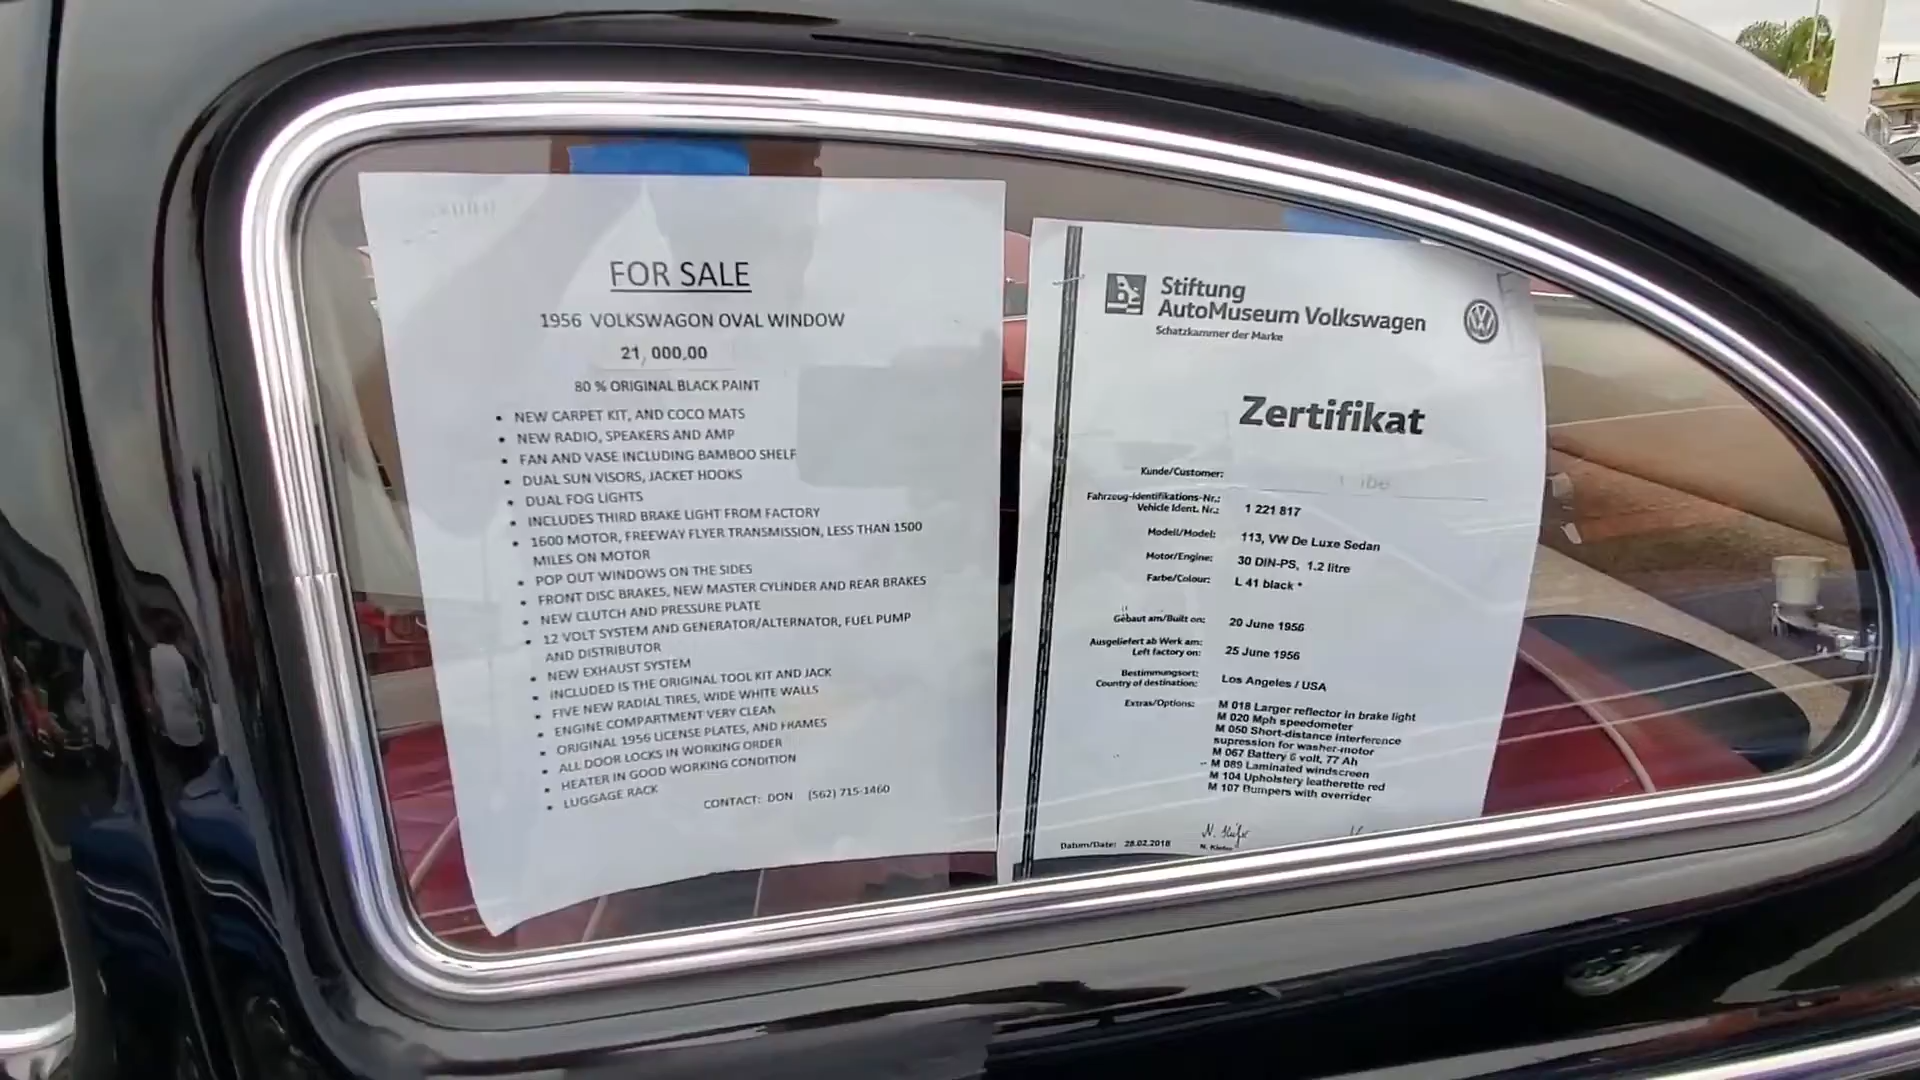 FOR SALE
1956 VOLKSWAGON OVAL WINDOW
21, 000,00
80 % ORIGINAL BLACK PAINT
• NEW CARPET KIT, AND COCO MATS
• NEW RADIO, SPEAKERS AND AMP
• FAN AND VASE INCLUDING BAMBOO SHELF
• DUAL SUN VISORS, JACKET HOOKS
• DUAL FOG LIGHTS
• INCLUDES THIRD BRAKE LIGHT FROM FACTORY
• 1600 MOTOR, FREEWAY FLYER TRANSMISSION, LESS THAN 1500
MILES ON MOTOR
• POP OUT WINDOWS ON THE SIDES
• FRONT DISC BRAKES, NEW MASTER CYLINDER AND REAR BRAKES
• NEW CLUTCH AND PRESSURE PLATE
• 12 VOLT SYSTEM AND GENERATOR/ALTERNATOR, FUEL PUMP
AND DISTRIBUTOR
• NEW EXHAUST SYSTEM
• INCLUDED IS THE ORIGINAL TOOL KIT AND JACK
• FIVE NEW RADIAL TIRES, WIDE WHITE WALLS
• ENGINE COMPARTMENT VERY CLEAN
• ORIGINAL 1956 LICENSE PLATES, AND FRAMES
• ALL DOOR LOCKS IN WORKING ORDER
• HEATER IN GOOD WORKING CONDITION
• LUGGAGE RACK
CONTACT: DON (562) 715-1460
Stiftung
AutoMuseum Volkswagen
Schatzkammer der Marke
Zertifikat
Kunde/Customer:
Fahrzeug-Identifikations-Nr.:
Vehicle Ident. Nr.: 1 221 817
Modell/Model: 113, VW De Luxe Sedan
Motor/Engine: 30 DIN-PS, 1.2 litre
Farbe/Colour: L 41 black *
Gebaut am/Built on: 20 June 1956
Ausgeliefert ab Werk am:
Left factory on: 25 June 1956
Bestimmungsort:
Country of destination: Los Angeles / USA
Extras/Options: M 018 Larger reflector in brake light
M 020 Mph speedometer
M 050 Short-distance interference
supression for washer-motor
M 067 Battery 6 volt, 77 Ah
M 089 Laminated windscreen
M 104 Upholstery leatherette red
M 107 Bumpers with overrider
Datum/Date: 28.02.2018